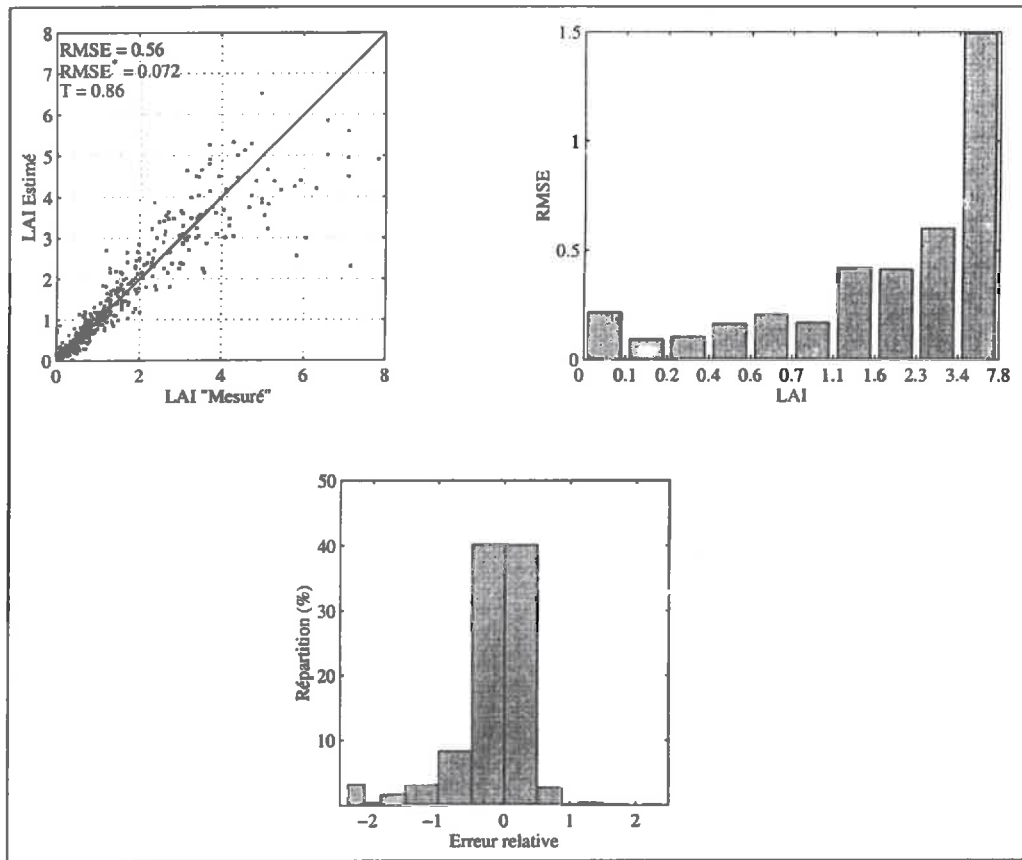 RMSE = 0.56
RMSE* = 0.072
T = 0.86
8
7
6
5
4
3
2
1
0
LAI Estimé
0 2 4 6 8
LAI "Mesuré"
1.5
1
0.5
0
RMSE
0 0.1 0.2 0.4 0.6 0.7 1.1 1.6 2.3 3.4 7.8
LAI
50
40
30
20
10
Répartition (%)
−2 −1 0 1 2
Erreur relative